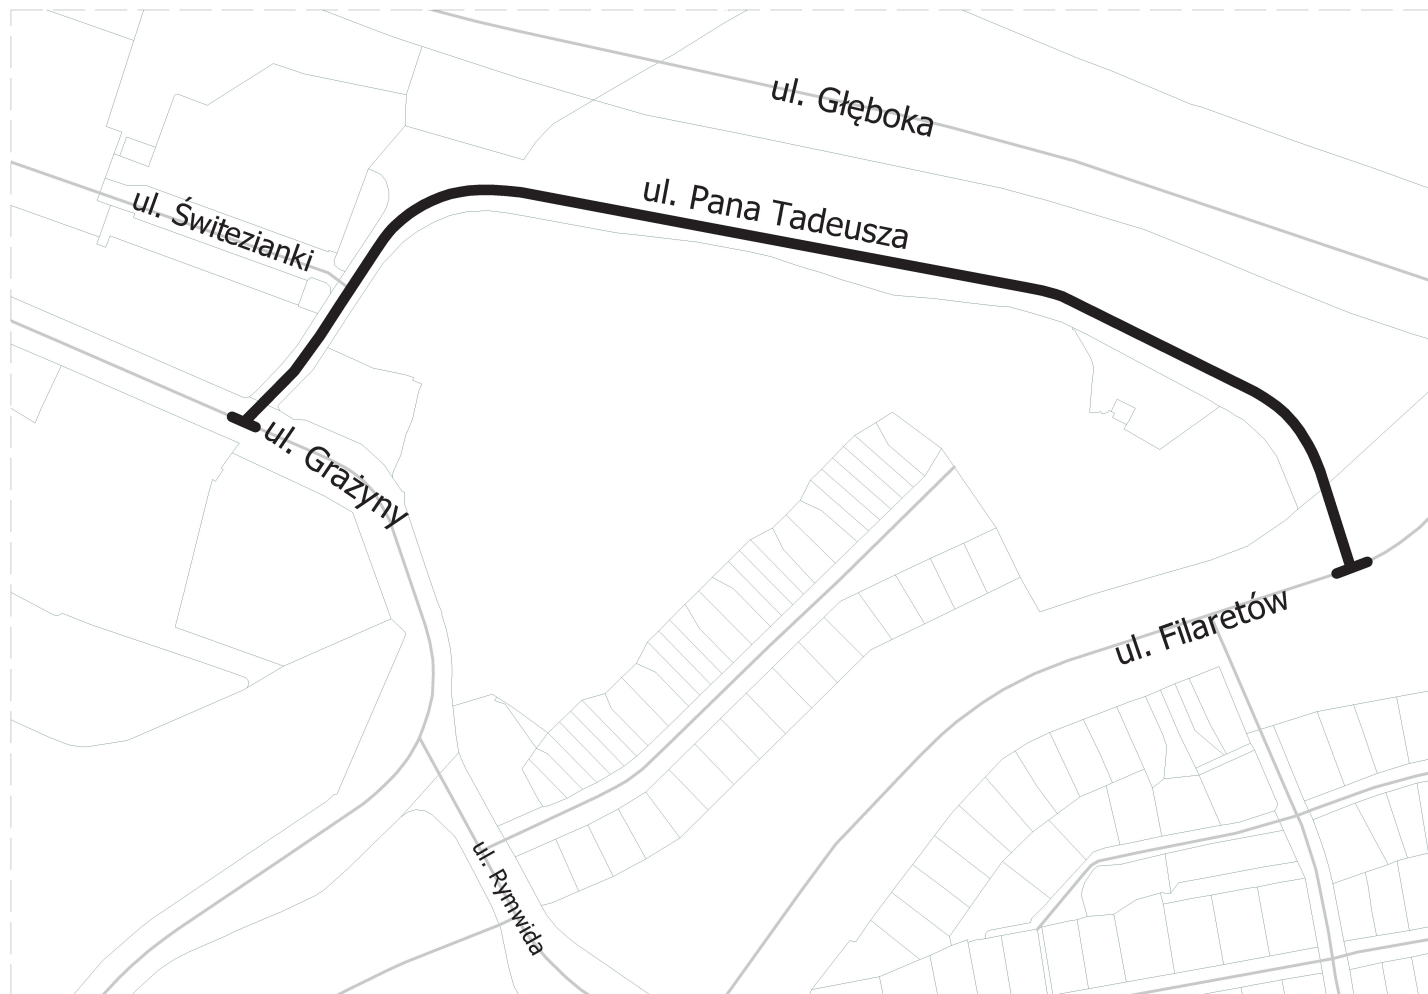 ul. Głęboka
ul. Pana Tadeusza
ul. Świtezianki
ul. Grażyny
ul. Filaretów
ul. Rymwida